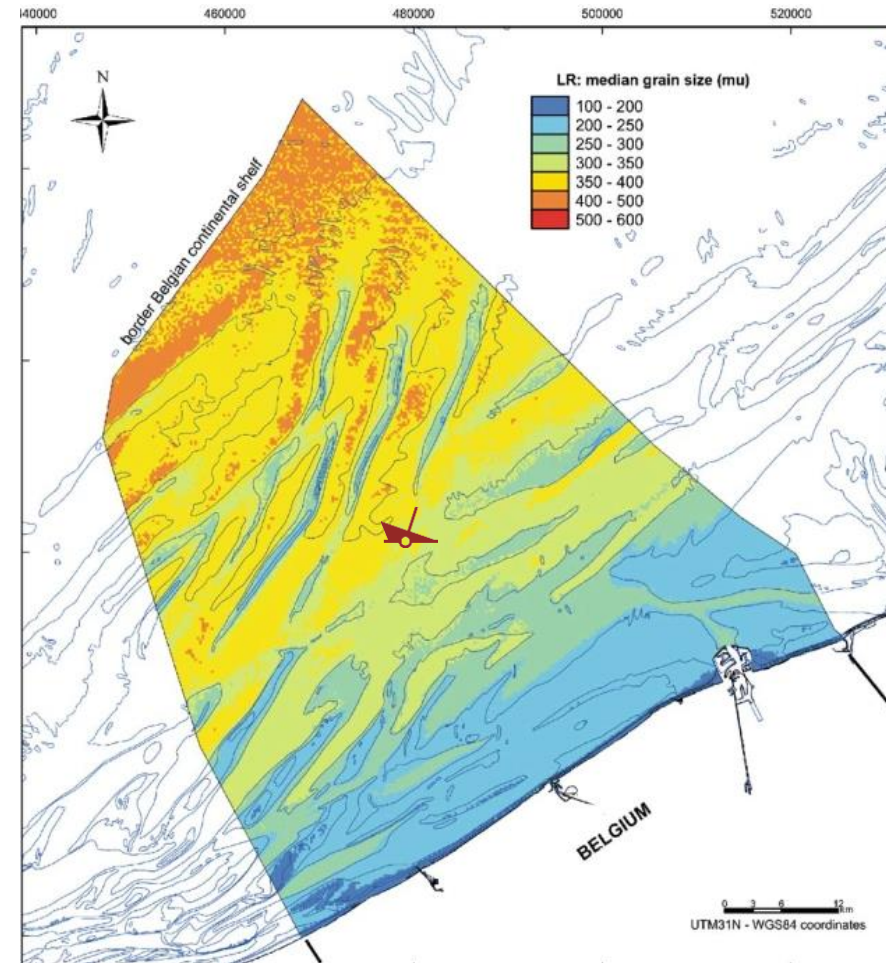 40000 460000 480000 500000 520000
N
LR: median grain size (mu)
100 - 200
200 - 250
250 - 300
300 - 350
350 - 400
400 - 500
500 - 600
border Belgian continental shelf
BELGIUM
0 3 6 12
km
UTM31N - WGS84 coordinates